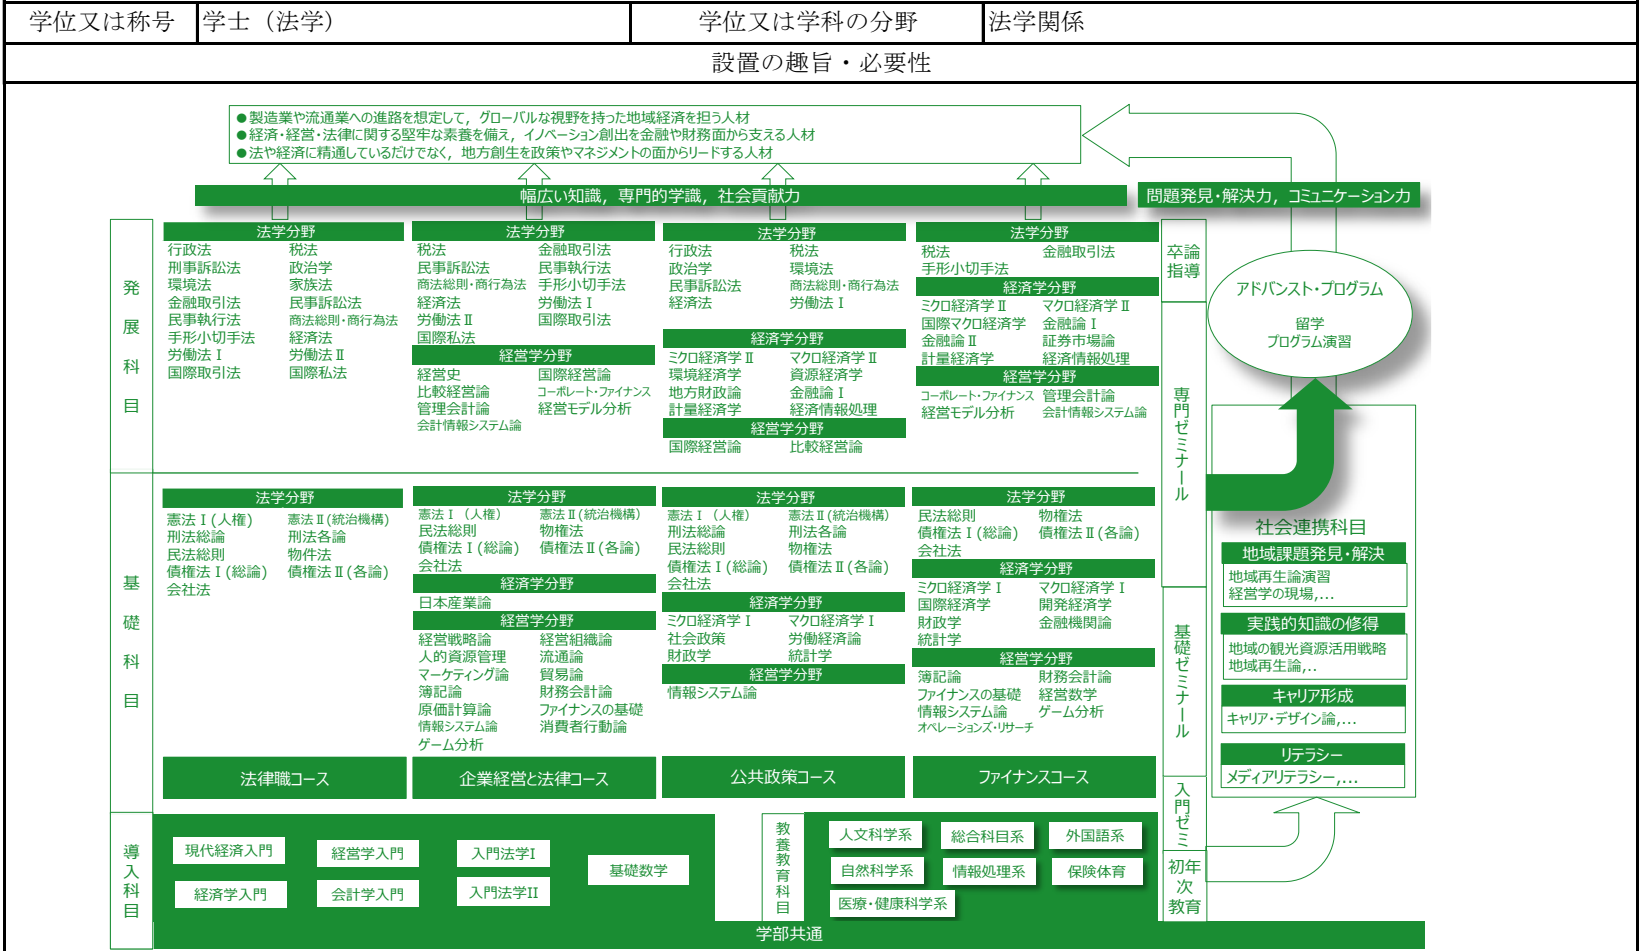 学位又は称号 学士（法学） 学位又は学科の分野 法学関係
設置の趣旨・必要性
●製造業や流通業への進路を想定して，グローバルな視野を持った地域経済を担う人材
●経済・経営・法律に関する堅牢な素養を備え，イノベーション創出を金融や財務面から支える人材
●法や経済に精通しているだけでなく，地方創生を政策やマネジメントの面からリードする人材
幅広い知識，専門的学識，社会貢献力
問題発見・解決力，コミュニケーション力
発展科目
法学分野
行政法 税法
刑事訴訟法 政治学
環境法 家族法
金融取引法 民事訴訟法
民事執行法 商法総則・商行為法
手形小切手法 経済法
労働法Ⅰ 労働法Ⅱ
国際取引法 国際私法
法学分野
税法 金融取引法
民事訴訟法 民事執行法
商法総則・商行為法 手形小切手法
経済法 労働法Ⅰ
労働法Ⅱ 国際取引法
国際私法
経営学分野
経営史 国際経営論
比較経営論 コーポレート・ファイナンス
管理会計論 経営モデル分析
会計情報システム論
法学分野
行政法 税法
政治学 環境法
民事訴訟法 商法総則・商行為法
経済法 労働法Ⅰ
経済学分野
ミクロ経済学Ⅱ マクロ経済学Ⅱ
環境経済学 資源経済学
地方財政論 金融論Ⅰ
計量経済学 経済情報処理
経営学分野
国際経営論 比較経営論
法学分野
税法 金融取引法
手形小切手法
経済学分野
ミクロ経済学Ⅱ マクロ経済学Ⅱ
国際マクロ経済学 金融論Ⅰ
金融論Ⅱ 証券市場論
計量経済学 経済情報処理
経営学分野
コーポレート・ファイナンス 管理会計論
経営モデル分析 会計情報システム論
基礎科目
法学分野
憲法Ⅰ(人権) 憲法Ⅱ(統治機構)
刑法総論 刑法各論
民法総則 物件法
債権法Ⅰ(総論) 債権法Ⅱ(各論)
会社法
法律職コース
法学分野
憲法Ⅰ（人権） 憲法Ⅱ(統治機構)
民法総則 物権法
債権法Ⅰ(総論) 債権法Ⅱ(各論)
会社法
経済学分野
日本産業論
経営学分野
経営戦略論 経営組織論
人的資源管理 流通論
マーケティング論 貿易論
簿記論 財務会計論
原価計算論 ファイナンスの基礎
情報システム論 消費者行動論
ゲーム分析
企業経営と法律コース
法学分野
憲法Ⅰ（人権） 憲法Ⅱ(統治機構)
刑法総論 刑法各論
民法総則 物権法
債権法Ⅰ(総論) 債権法Ⅱ(各論)
会社法
経済学分野
ミクロ経済学Ⅰ マクロ経済学Ⅰ
社会政策 労働経済論
財政学 統計学
経営学分野
情報システム論
公共政策コース
法学分野
民法総則 物権法
債権法Ⅰ(総論) 債権法Ⅱ(各論)
会社法
経済学分野
ミクロ経済学Ⅰ マクロ経済学Ⅰ
国際経済学 開発経済学
財政学 金融機関論
統計学
経営学分野
簿記論 財務会計論
ファイナンスの基礎 経営数学
情報システム論 ゲーム分析
オペレーションズ・リサーチ
ファイナンスコース
卒論
指導
専門ゼミナール
基礎ゼミナール
入門ゼミ
初年
次
教育
アドバンスト・プログラム
留学
プログラム演習
社会連携科目
地域課題発見・解決
地域再生論演習
経営学の現場,…
実践的知識の修得
地域の観光資源活用戦略
地域再生論,..
キャリア形成
キャリア・デザイン論,…
リテラシー
メディアリテラシー,…
導入科目
現代経済入門 経営学入門 入門法学I 基礎数学
経済学入門 会計学入門 入門法学II
教養教育科目
人文科学系 総合科目系 外国語系
自然科学系 情報処理系 保険体育
医療・健康科学系
学部共通